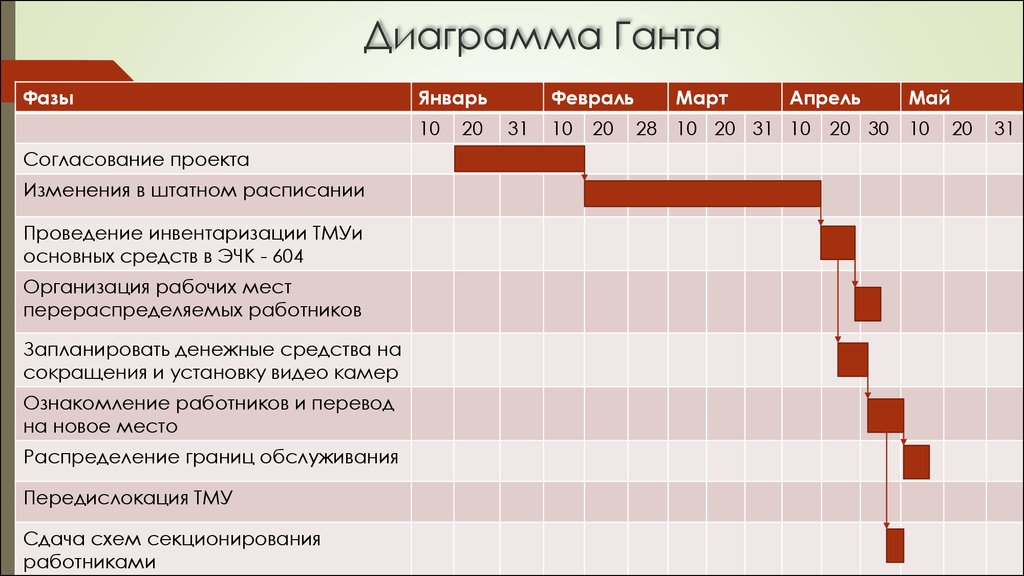 Диаграмма Ганта
Фазы Январь Февраль Март Апрель Май
10 20 31 10 20 28 10 20 31 10 20 30 10 20 31
Согласование проекта
Изменения в штатном расписании
Проведение инвентаризации ТМУи
основных средств в ЭЧК - 604
Организация рабочих мест
перераспределяемых работников
Запланировать денежные средства на
сокращения и установку видео камер
Ознакомление работников и перевод
на новое место
Распределение границ обслуживания
Передислокация ТМУ
Сдача схем секционирования
работниками